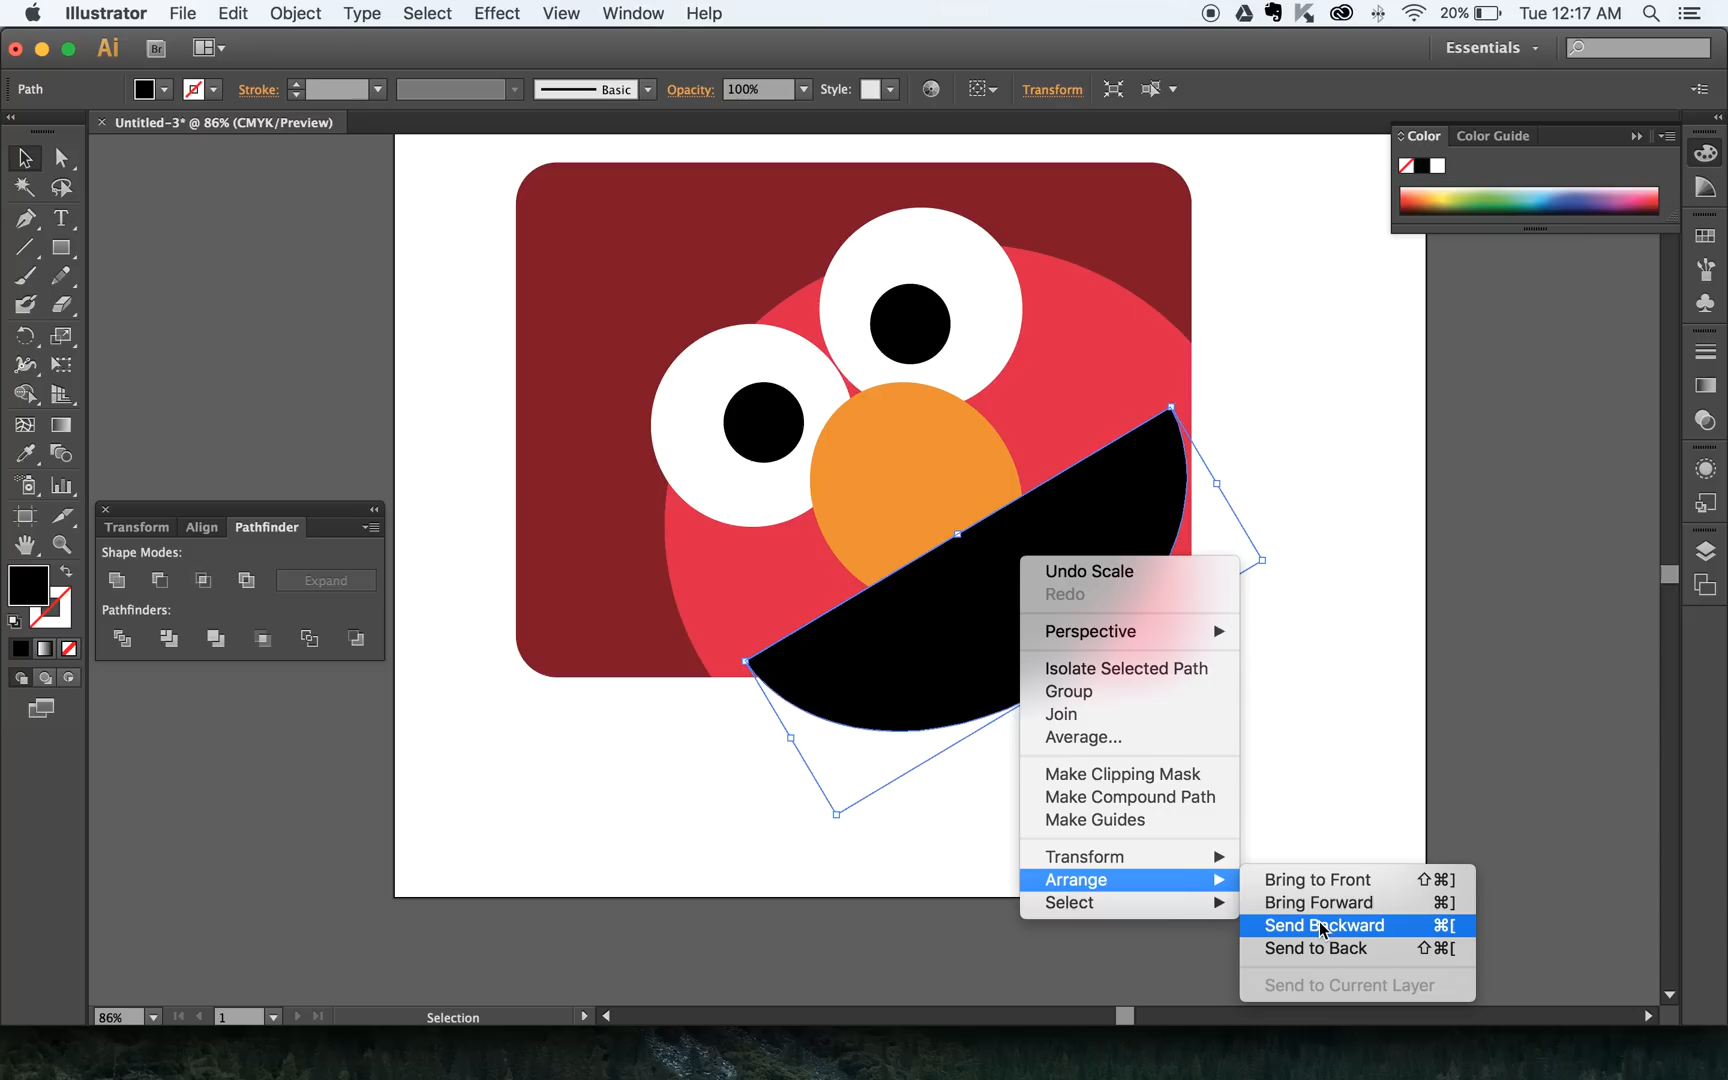 Illustrator File Edit Object Type Select Effect View Window Help 20% Tue 12:17 AM
Ai Br Essentials
Path Stroke: Basic Opacity: 100% Style: Transform
× Untitled-3* @ 86% (CMYK/Preview)
Color Color Guide
T
Transform Align Pathfinder
Shape Modes:
Expand
Pathfinders:
Undo Scale
Redo
Perspective
Isolate Selected Path
Group
Join
Average...
Make Clipping Mask
Make Compound Path
Make Guides
Transform
Arrange
Select
Bring to Front ⇧⌘]
Bring Forward ⌘]
Send Backward ⌘[
Send to Back ⇧⌘[
Send to Current Layer
86% 1 Selection